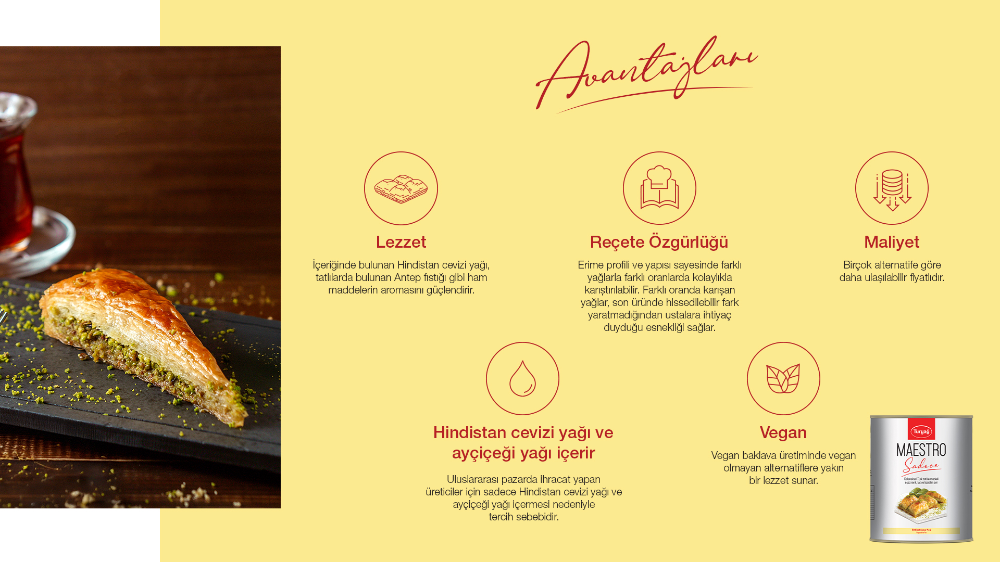 Avantajları
Lezzet
İçeriğinde bulunan Hindistan cevizi yağı,
tatlılarda bulunan Antep fıstığı gibi ham
maddelerin aromasını güçlendirir.
Reçete Özgürlüğü
Erime profili ve yapısı sayesinde farklı
yağlarla farklı oranlarda kolaylıkla
karıştırılabilir. Farklı oranda karışan
yağlar, son üründe hissedilebilir fark
yaratmadığından ustalara ihtiyaç
duyduğu esnekliği sağlar.
Maliyet
Birçok alternatife göre
daha ulaşılabilir fiyatlıdır.
Hindistan cevizi yağı ve
ayçiçeği yağı içerir
Uluslararası pazarda ihracat yapan
üreticiler için sadece Hindistan cevizi yağı ve
ayçiçeği yağı içermesi nedeniyle
tercih sebebidir.
Vegan
Vegan baklava üretiminde vegan
olmayan alternatiflere yakın
bir lezzet sunar.
Turyağ
MAESTRO
Sadece
Geleneksel Türk tatlılarınızdaki
eşsiz renk, tat ve lezzetin sırrı